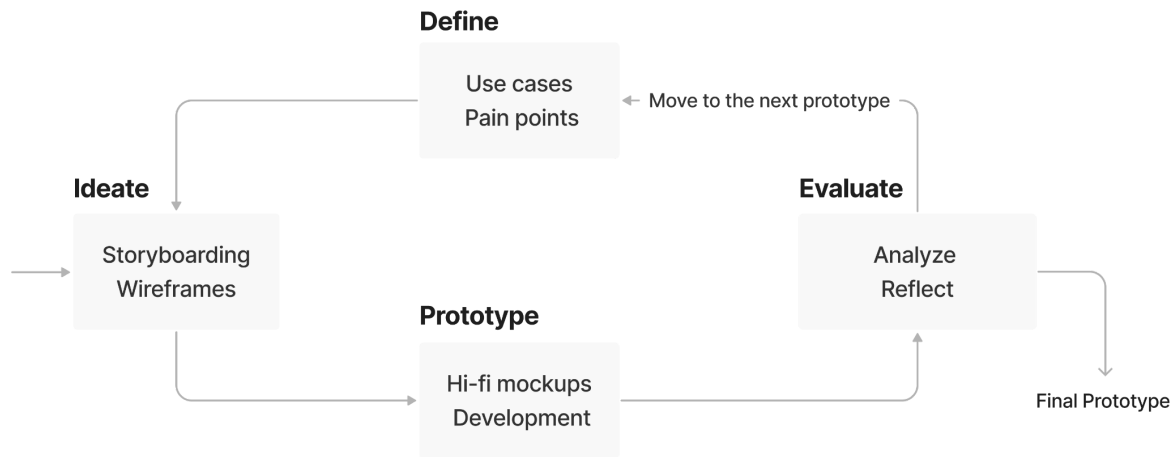 Define
Use cases
Pain points
Move to the next prototype
Ideate
Storyboarding
Wireframes
Evaluate
Analyze
Reflect
Prototype
Hi-fi mockups
Development
Final Prototype